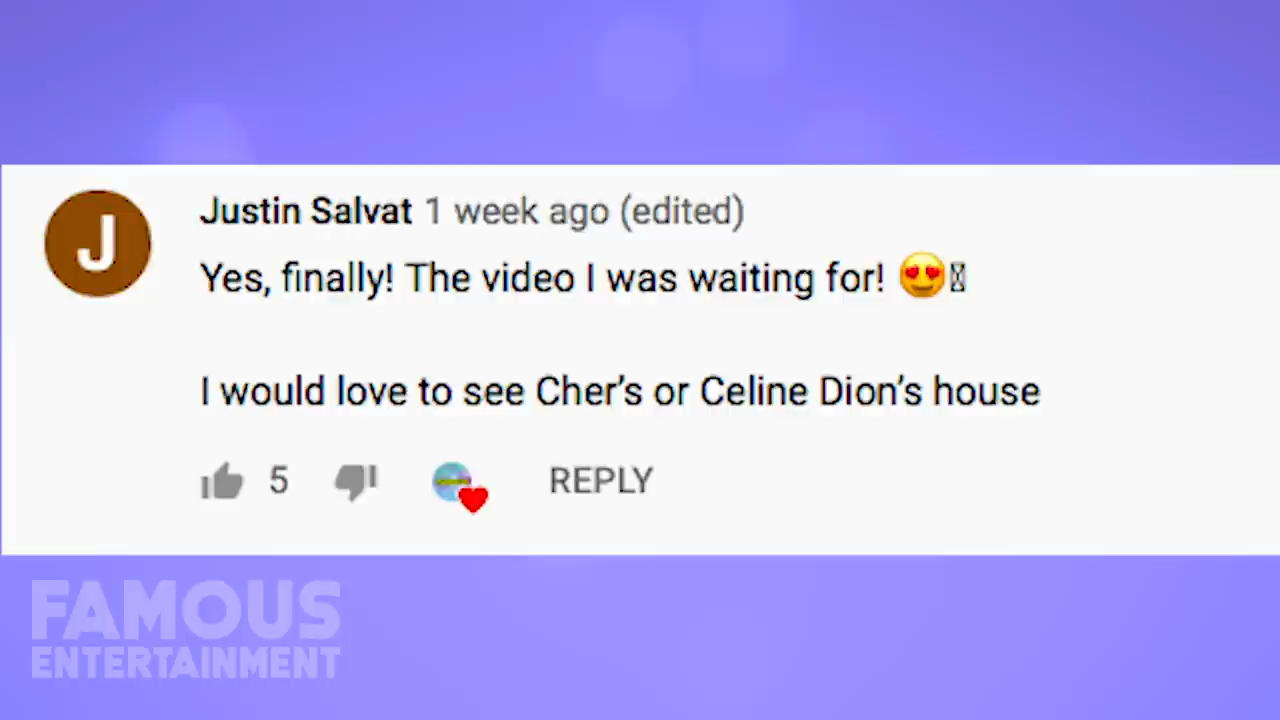 J
Justin Salvat 1 week ago (edited)
Yes, finally! The video I was waiting for! 😍
I would love to see Cher's or Celine Dion's house
5 REPLY
FAMOUS
ENTERTAINMENT